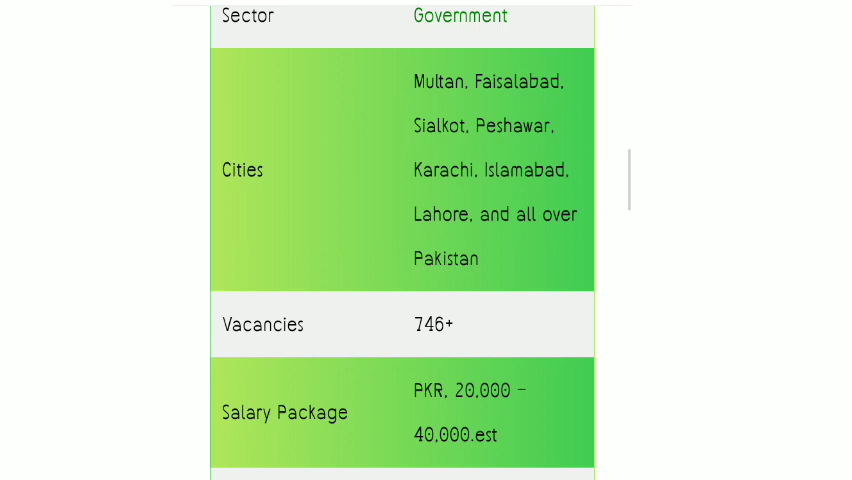 Sector Government
Multan, Faisalabad,
Sialkot, Peshawar,
Cities Karachi, Islamabad,
Lahore, and all over
Pakistan
Vacancies 746+
PKR, 20,000 –
Salary Package
40,000.est